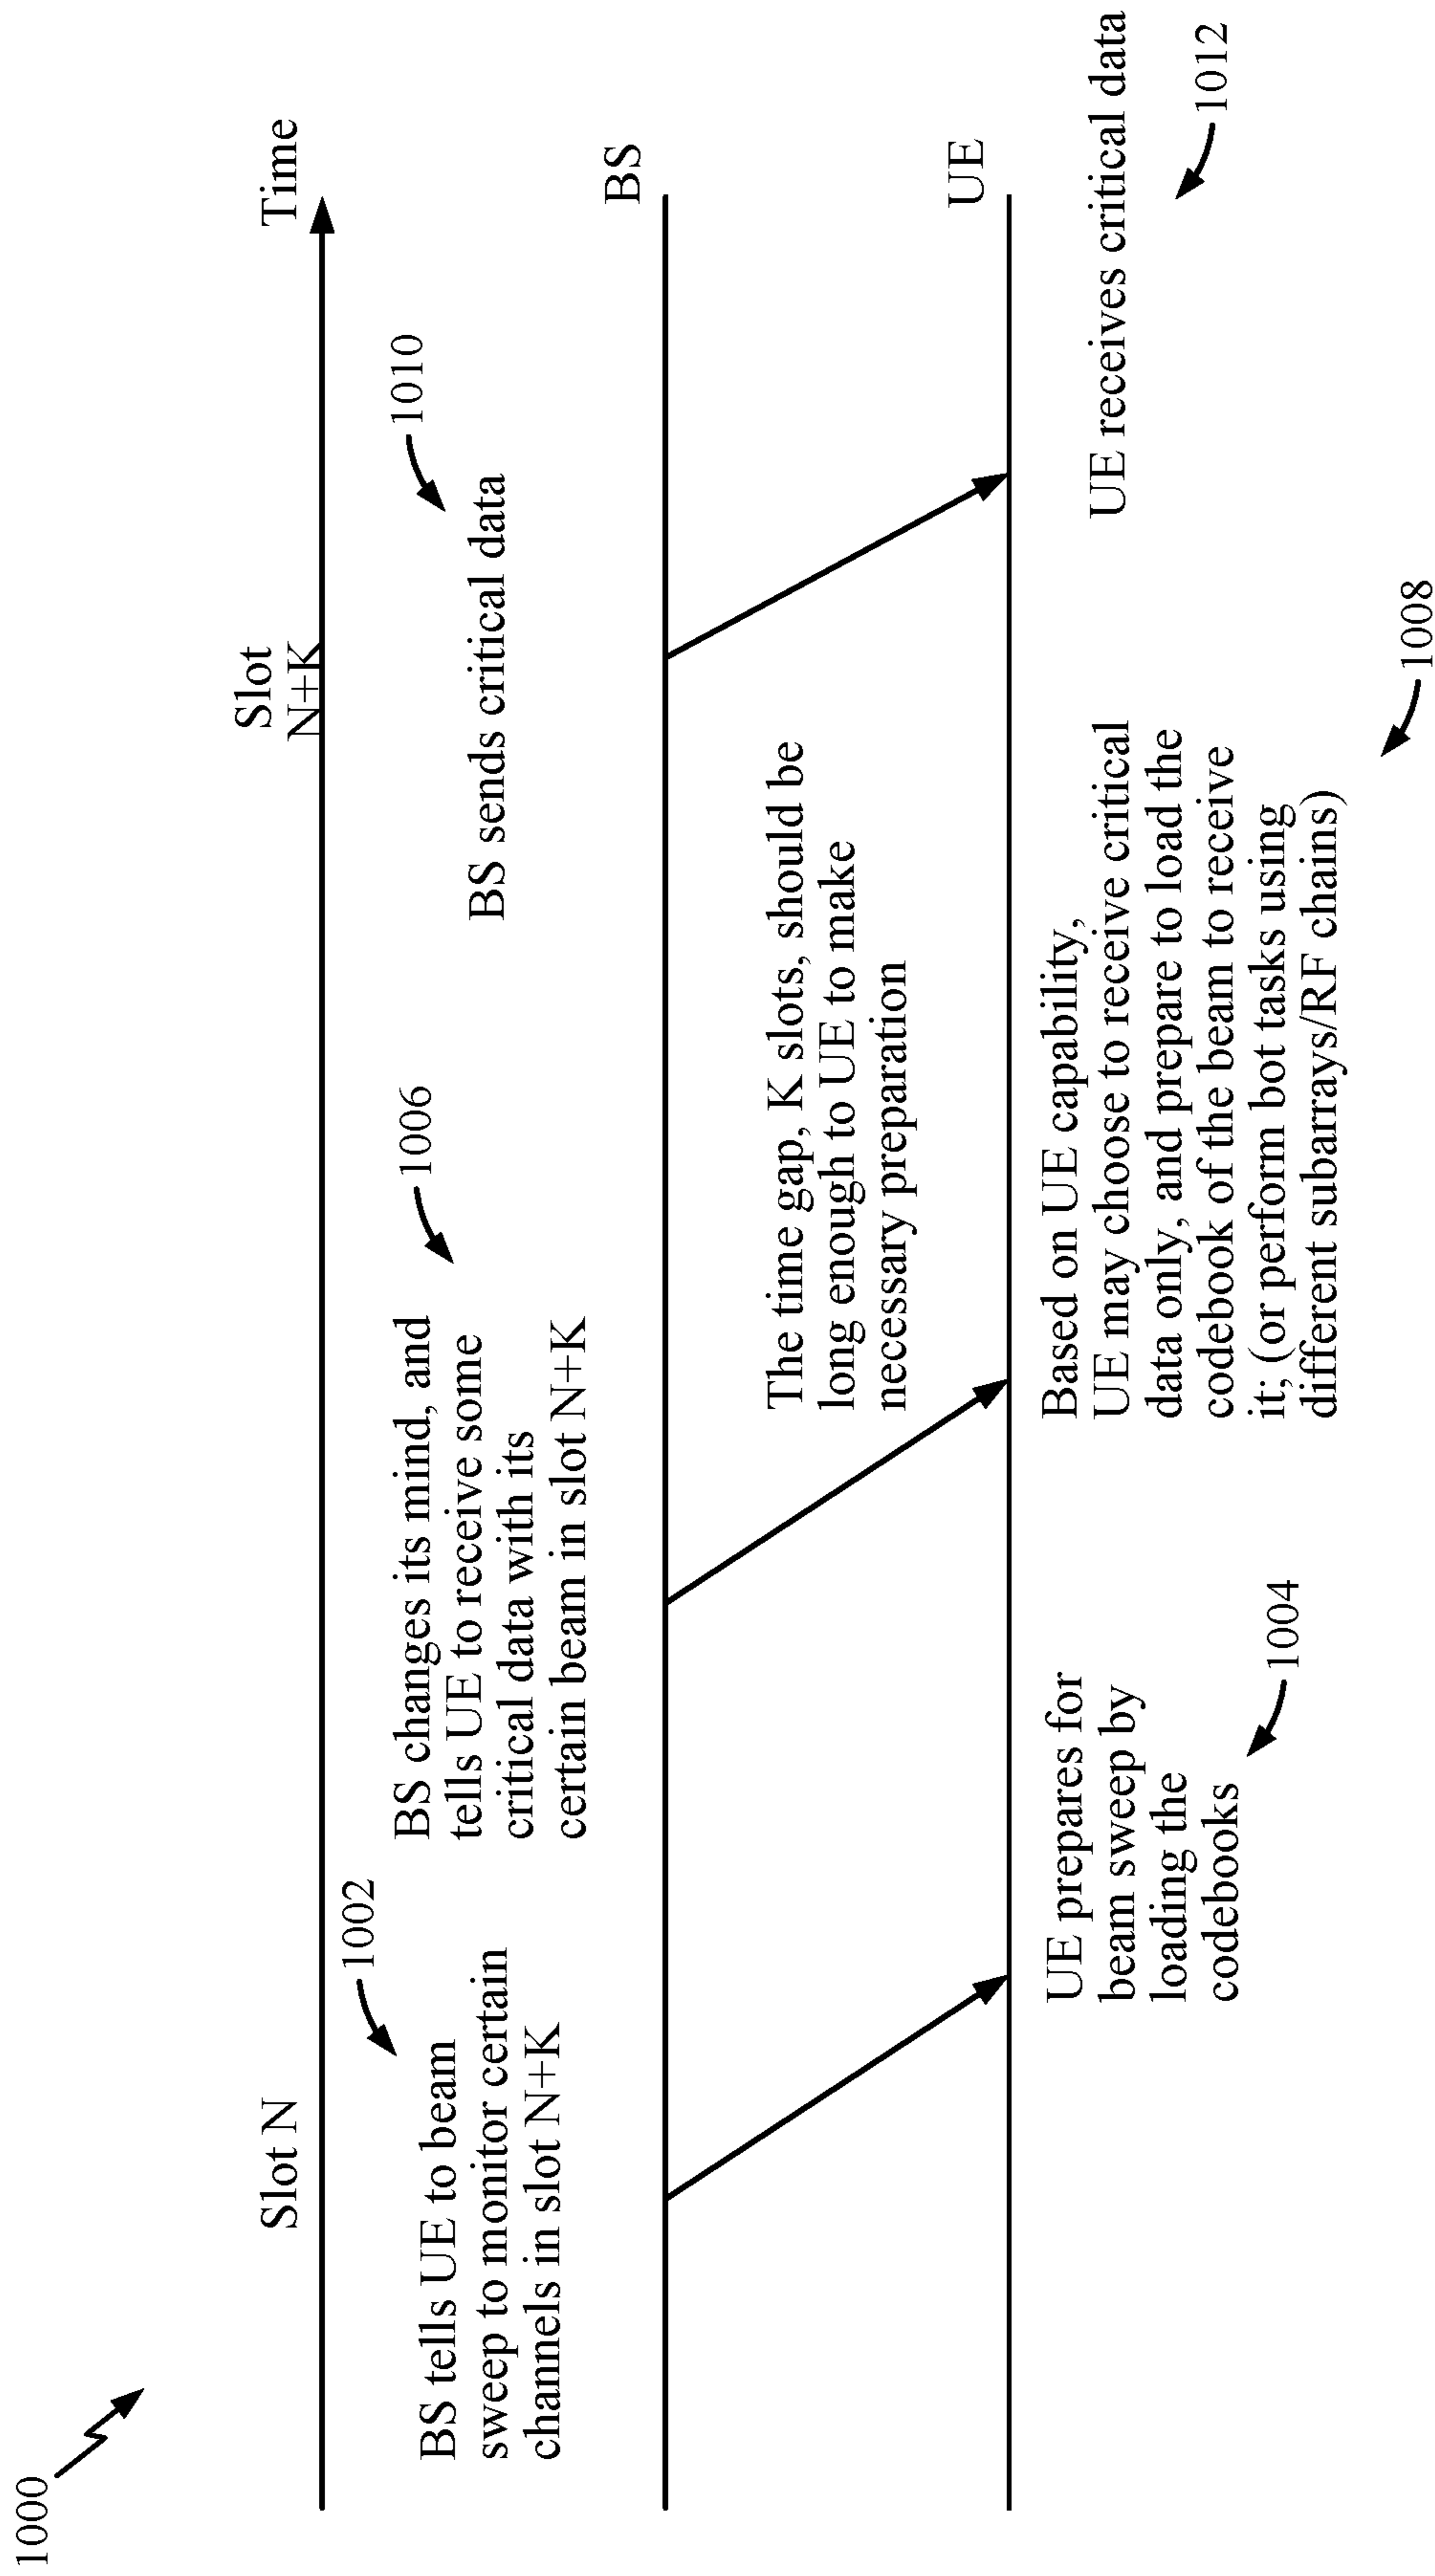 1000
Time
Slot N
Slot
N+K
1002
BS tells UE to beam
sweep to monitor certain
channels in slot N+K
1006
BS changes its mind, and
tells UE to receive some
critical data with its
certain beam in slot N+K
1010
BS sends critical data
BS
The time gap, K slots, should be
long enough to UE to make
necessary preparation
UE
UE prepares for
beam sweep by
loading the
codebooks
1004
Based on UE capability,
UE may choose to receive critical
data only, and prepare to load the
codebook of the beam to receive
it; (or perform bot tasks using
different subarrays/RF chains)
1008
UE receives critical data
1012